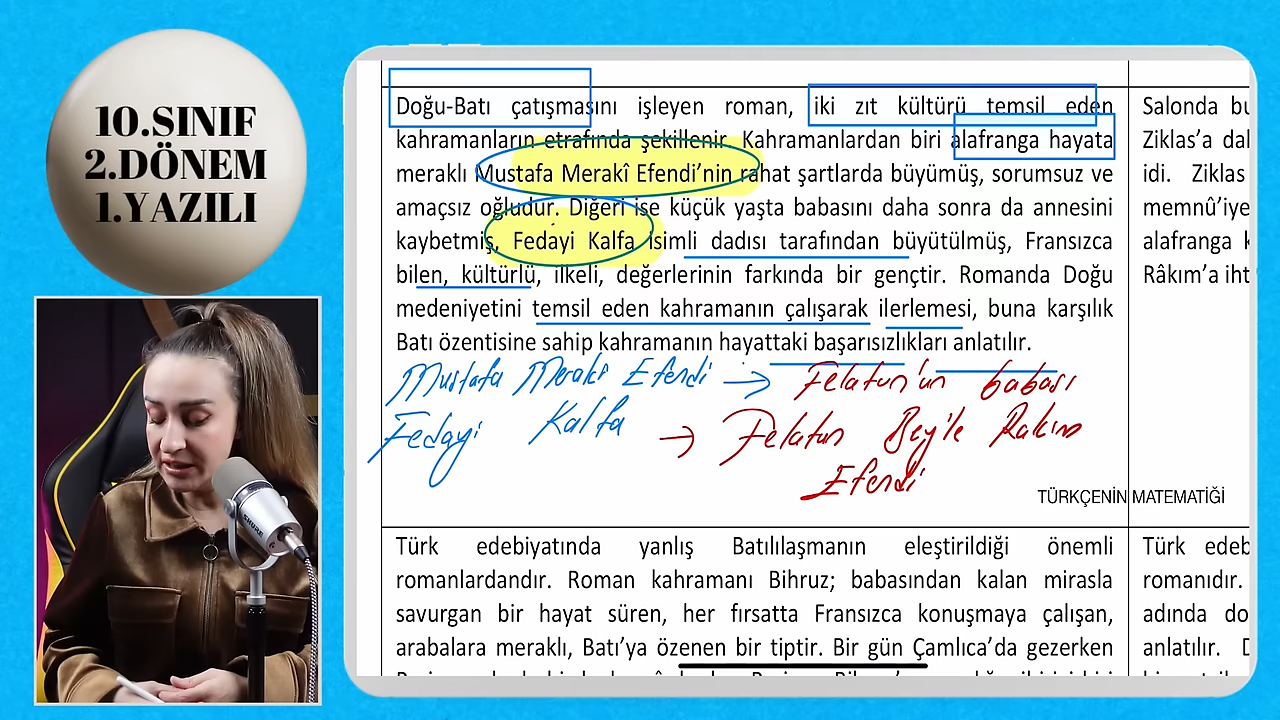 10.SINIF
2.DÖNEM
1.YAZILI
Doğu-Batı çatışmasını işleyen roman, iki zıt kültürü temsil eden
kahramanların etrafında şekillenir. Kahramanlardan biri alafranga hayata
meraklı Mustafa Merakî Efendi’nin rahat şartlarda büyümüş, sorumsuz ve
amaçsız oğludur. Diğeri ise küçük yaşta babasını daha sonra da annesini
kaybetmiş, Fedayi Kalfa isimli dadısı tarafından büyütülmüş, Fransızca
bilen, kültürlü, ilkeli, değerlerinin farkında bir gençtir. Romanda Doğu
medeniyetini temsil eden kahramanın çalışarak ilerlemesi, buna karşılık
Batı özentisine sahip kahramanın hayattaki başarısızlıkları anlatılır.
Mustafa Meraki Efendi → Felatun'un babası
Fedayi Kalfa → Felatun Bey'le Rakım
Efendi
Salonda bu
Ziklas’a dal
idi. Ziklas
memnû’iye
alafranga k
Râkım’a iht
TÜRKÇENİN MATEMATİĞİ
Türk edebiyatında yanlış Batılılaşmanın eleştirildiği önemli
romanlardandır. Roman kahramanı Bihruz; babasından kalan mirasla
savurgan bir hayat süren, her fırsatta Fransızca konuşmaya çalışan,
arabalara meraklı, Batı’ya özenen bir tiptir. Bir gün Çamlıca’da gezerken
Türk edeb
romanıdır.
adında do
anlatılır. D
SHURE